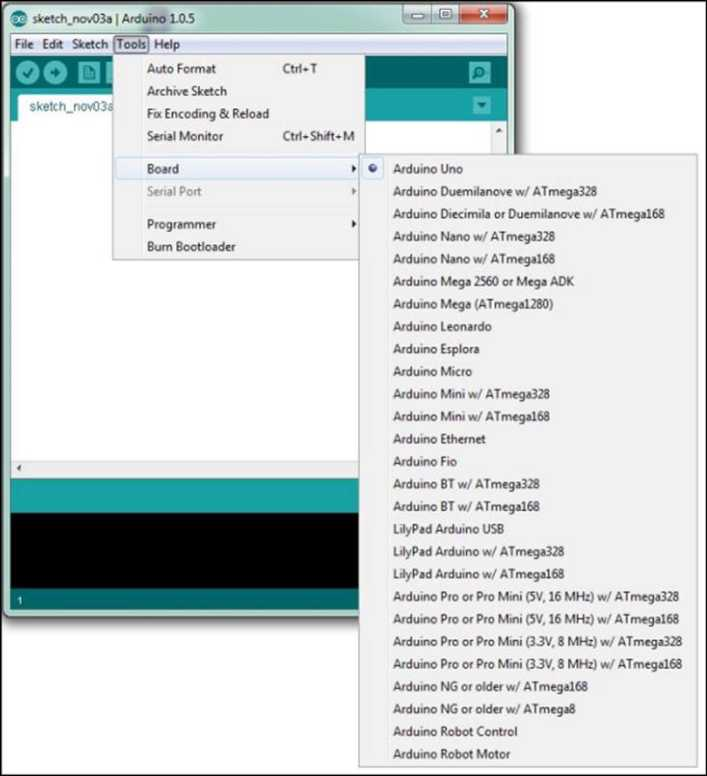 sketch_nov03a | Arduino 1.0.5
File Edit Sketch Tools Help
sketch_nov03a
Auto Format Ctrl+T
Archive Sketch
Fix Encoding & Reload
Serial Monitor Ctrl+Shift+M
Board
Serial Port
Programmer
Burn Bootloader
Arduino Uno
Arduino Duemilanove w/ ATmega328
Arduino Diecimila or Duemilanove w/ ATmega168
Arduino Nano w/ ATmega328
Arduino Nano w/ ATmega168
Arduino Mega 2560 or Mega ADK
Arduino Mega (ATmega1280)
Arduino Leonardo
Arduino Esplora
Arduino Micro
Arduino Mini w/ ATmega328
Arduino Mini w/ ATmega168
Arduino Ethernet
Arduino Fio
Arduino BT w/ ATmega328
Arduino BT w/ ATmega168
LilyPad Arduino USB
LilyPad Arduino w/ ATmega328
LilyPad Arduino w/ ATmega168
Arduino Pro or Pro Mini (5V, 16 MHz) w/ ATmega328
Arduino Pro or Pro Mini (5V, 16 MHz) w/ ATmega168
Arduino Pro or Pro Mini (3.3V, 8 MHz) w/ ATmega328
Arduino Pro or Pro Mini (3.3V, 8 MHz) w/ ATmega168
Arduino NG or older w/ ATmega168
Arduino NG or older w/ ATmega8
Arduino Robot Control
Arduino Robot Motor
1